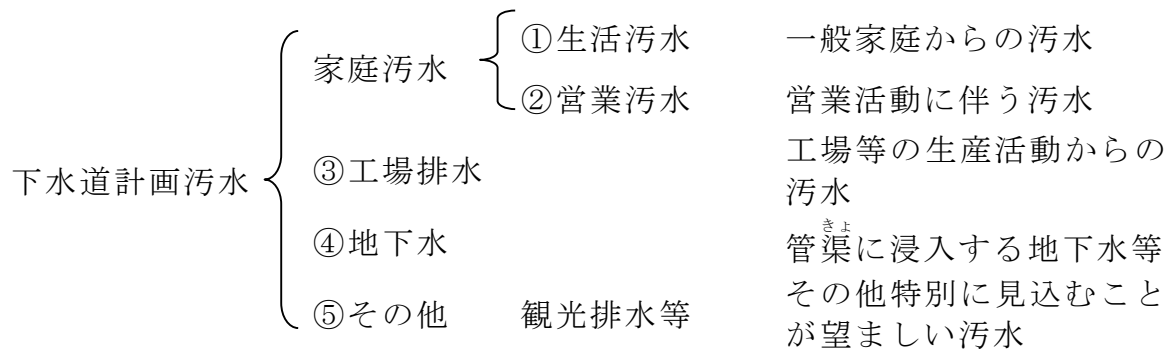 ①生活汚水 一般家庭からの汚水
家庭汚水
②営業汚水 営業活動に伴う汚水
下水道計画汚水
③工場排水 工場等の生産活動からの
汚水
④地下水 管渠に浸入する地下水等
きょ
⑤その他 観光排水等 その他特別に見込むこと
が望ましい汚水